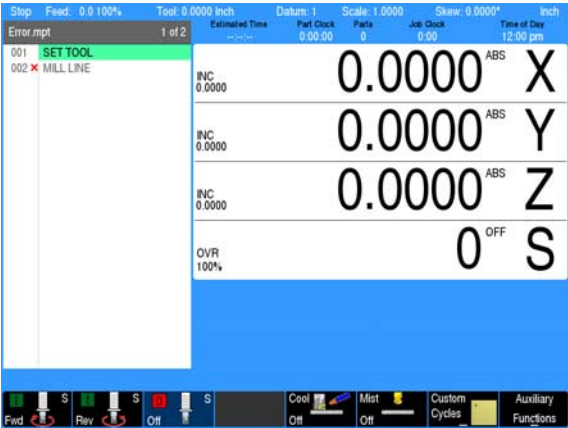 Stop Feed: 0.0 100% Tool: 0.0000 Inch Datum: 1 Scale: 1.0000 Skew: 0.0000° Inch
Error.mpt 1 of 2
Estimated Time Part Clock Parts Job Clock Time of Day
--:--:-- 0:00:00 0 0:00 12:00 pm
001 SET TOOL
002 × MILL LINE
INC 0.0000 ABS X
0.0000
INC 0.0000 ABS Y
0.0000
INC 0.0000 ABS Z
0.0000
OVR 0 OFF S
100%
I S I S O S Cool Mist Custom Auxiliary
Fwd Rev Off Off Off Cycles Functions